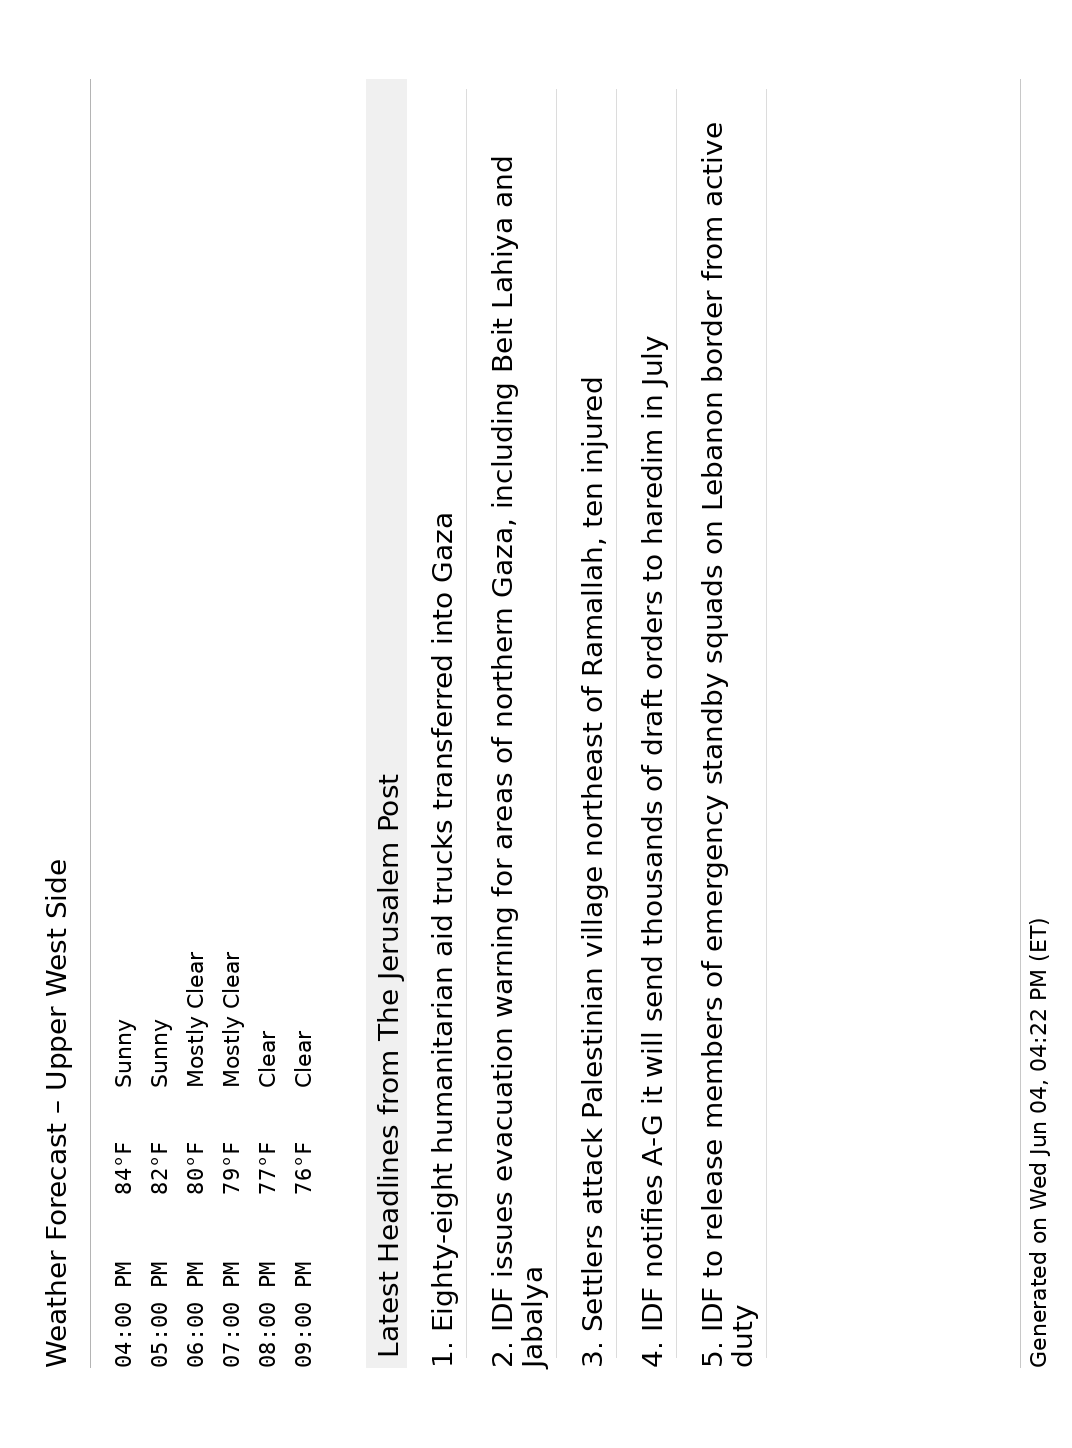 Weather Forecast – Upper West Side
04:00 PM 84°F Sunny
05:00 PM 82°F Sunny
06:00 PM 80°F Mostly Clear
07:00 PM 79°F Mostly Clear
08:00 PM 77°F Clear
09:00 PM 76°F Clear
Latest Headlines from The Jerusalem Post
1. Eighty-eight humanitarian aid trucks transferred into Gaza
2. IDF issues evacuation warning for areas of northern Gaza, including Beit Lahiya and
Jabalya
3. Settlers attack Palestinian village northeast of Ramallah, ten injured
4. IDF notifies A-G it will send thousands of draft orders to haredim in July
5. IDF to release members of emergency standby squads on Lebanon border from active
duty
Generated on Wed Jun 04, 04:22 PM (ET)